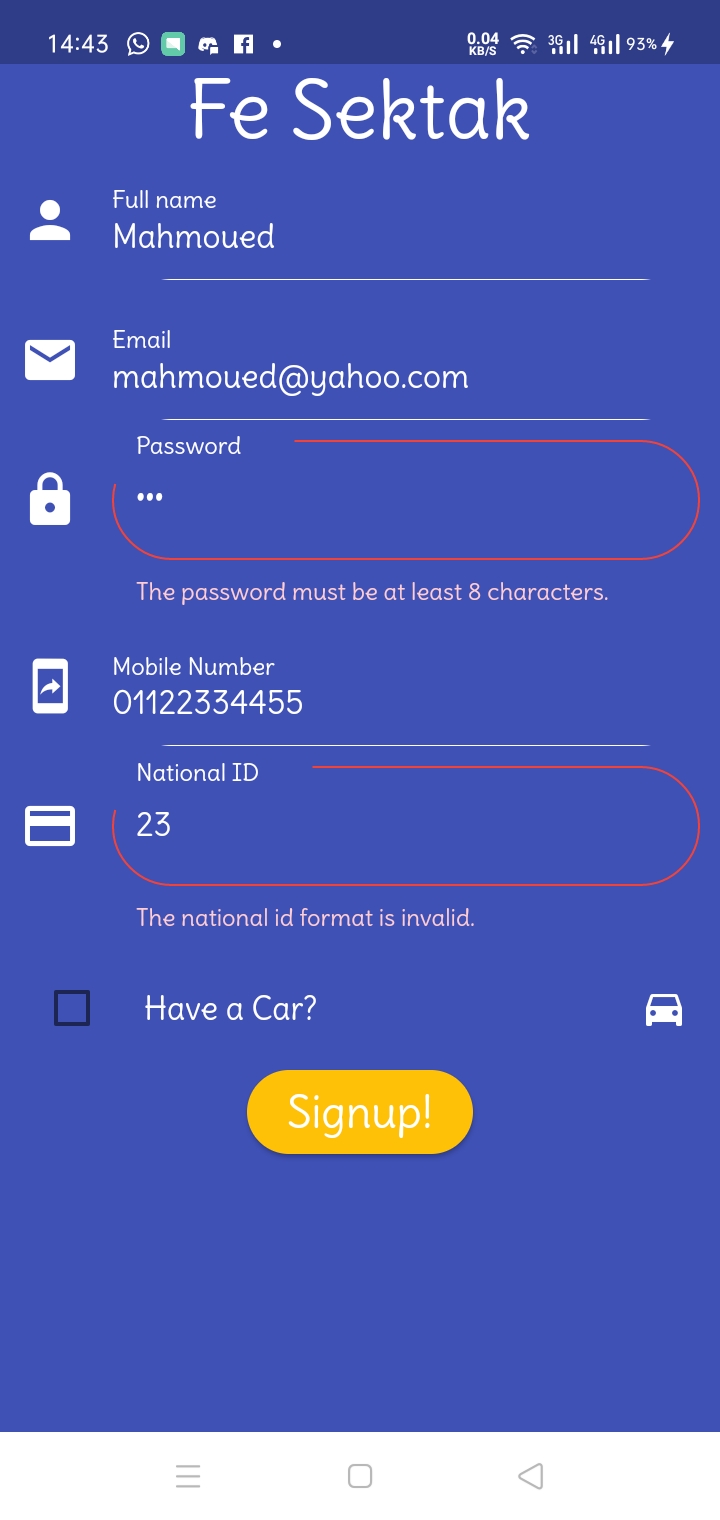 14:43 0.04 KB/S 3G 4G 93%
Fe Sektak
Full name
Mahmoued
Email
mahmoued@yahoo.com
Password
•••
The password must be at least 8 characters.
Mobile Number
01122334455
National ID
23
The national id format is invalid.
Have a Car?
Signup!